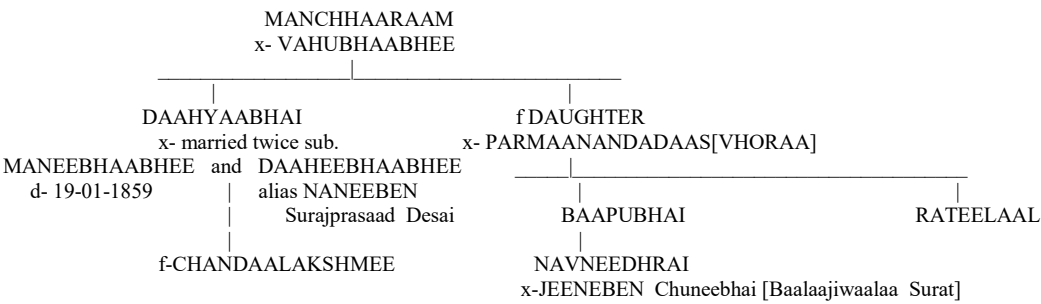 MANCHHAARAAM
x- VAHUBHAABHEE
DAAHYAABHAI f DAUGHTER
x- married twice sub. x- PARMAANANDADAAS[VHORAA]
MANEEBHAABHEE and DAAHEEBHAABHEE
d- 19-01-1859 alias NANEEBEN
Surajprasaad Desai BAAPUBHAI RATEELAAL
f-CHANDAALAKSHMEE NAVNEEDHRAI
x-JEENEBEN Chuneebhai [Baalaajiwaalaa Surat]